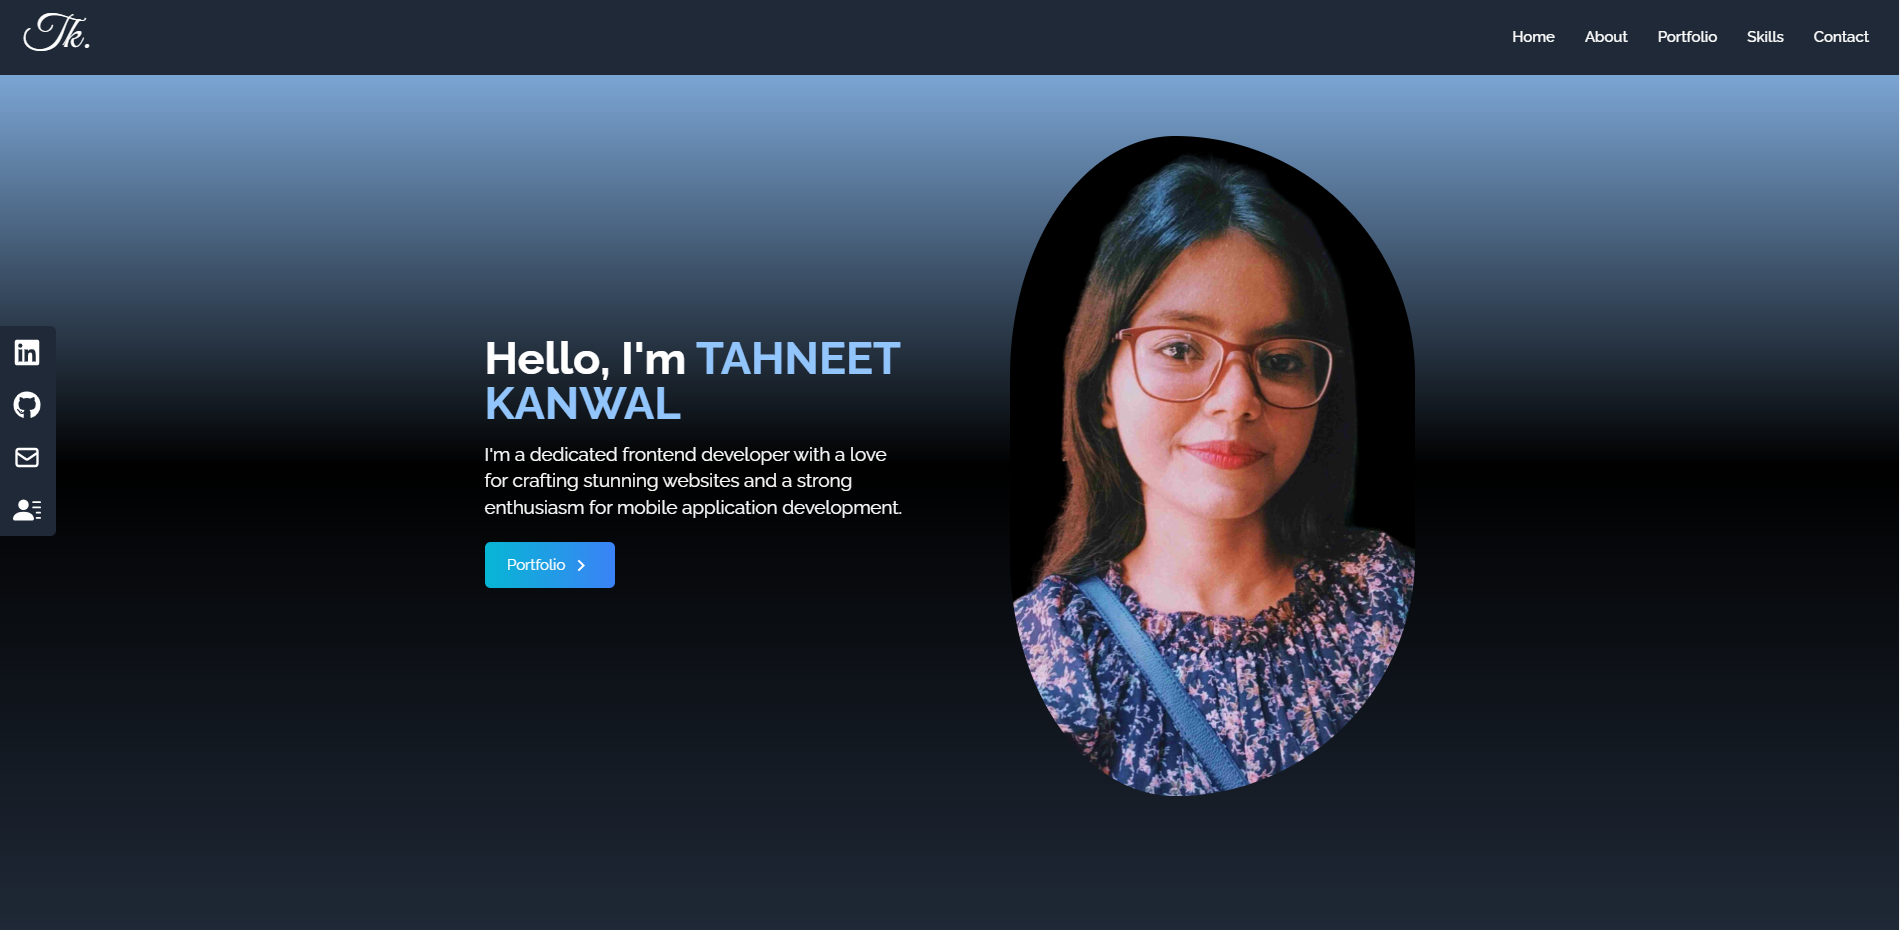 Tk.
Home About Portfolio Skills Contact
Hello, I'm TAHNEET
KANWAL
I'm a dedicated frontend developer with a love
for crafting stunning websites and a strong
enthusiasm for mobile application development.
Portfolio
in